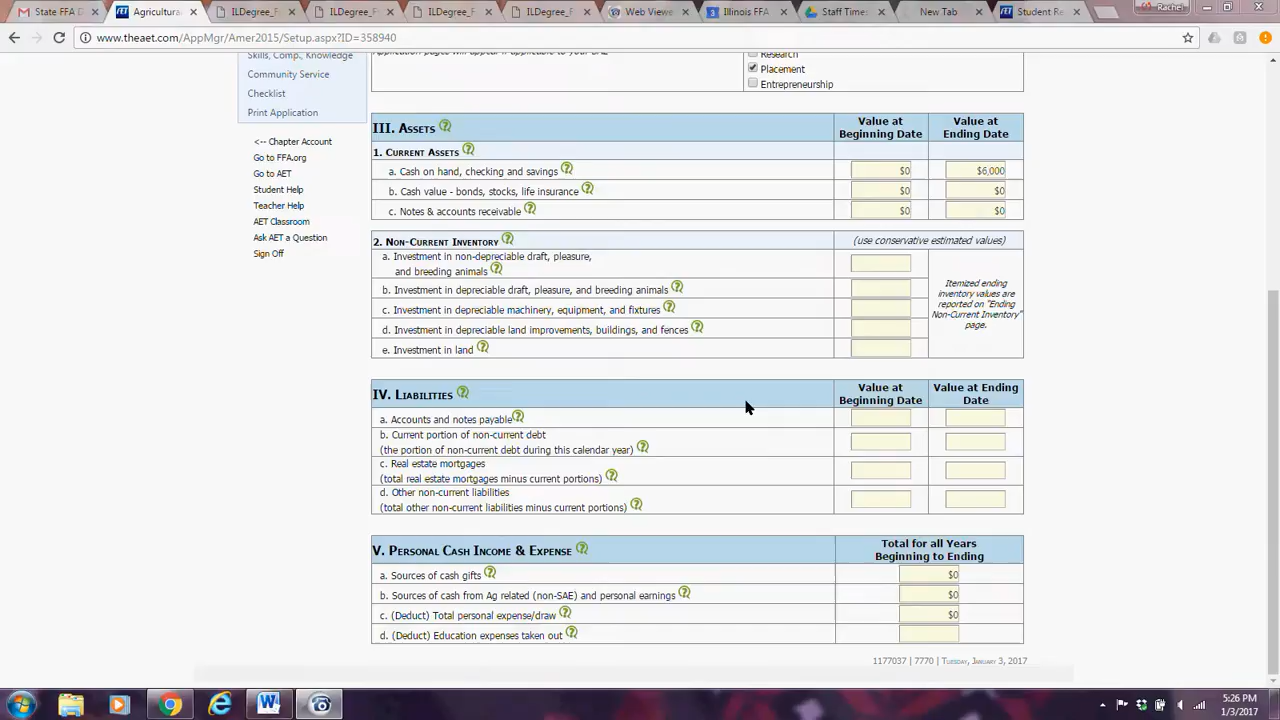 State FFA D
Agricultura
ILDegree_F
ILDegree_F
ILDegree_F
ILDegree_F
Web Viewe
Illinois FFA
Staff Time
New Tab
Student Re
Rachel
www.theaet.com/AppMgr/Amer2015/Setup.aspx?ID=358940
Skills, Comp., Knowledge
Community Service
Checklist
Print Application
<-- Chapter Account
Go to FFA.org
Go to AET
Student Help
Teacher Help
AET Classroom
Ask AET a Question
Sign Off
Application pages will appear if applicable to your SAE
Research
Placement
Entrepreneurship
III. Assets
Value at Beginning Date
Value at Ending Date
1. Current Assets
a. Cash on hand, checking and savings $0 $6,000
b. Cash value - bonds, stocks, life insurance $0 $0
c. Notes & accounts receivable $0 $0
2. Non-Current Inventory
(use conservative estimated values)
a. Investment in non-depreciable draft, pleasure,
and breeding animals
b. Investment in depreciable draft, pleasure, and breeding animals
c. Investment in depreciable machinery, equipment, and fixtures
d. Investment in depreciable land improvements, buildings, and fences
e. Investment in land
Itemized ending
inventory values are
reported on "Ending
Non-Current Inventory"
page.
IV. Liabilities
Value at Beginning Date
Value at Ending Date
a. Accounts and notes payable
b. Current portion of non-current debt
(the portion of non-current debt during this calendar year)
c. Real estate mortgages
(total real estate mortgages minus current portions)
d. Other non-current liabilities
(total other non-current liabilities minus current portions)
V. Personal Cash Income & Expense
Total for all Years
Beginning to Ending
a. Sources of cash gifts $0
b. Sources of cash from Ag related (non-SAE) and personal earnings $0
c. (Deduct) Total personal expense/draw $0
d. (Deduct) Education expenses taken out
1177037 | 7770 | Tuesday, January 3, 2017
5:26 PM
1/3/2017